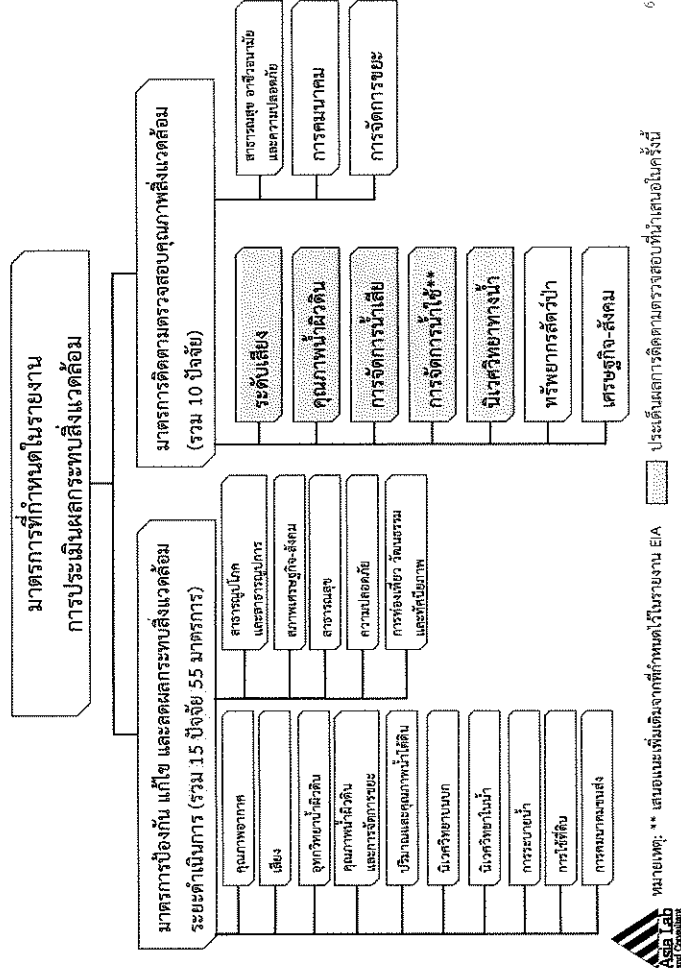 มาตรการที่กำหนดในรายงาน
การประเมินผลกระทบสิ่งแวดล้อม
มาตรการป้องกัน แก้ไข และลดผลกระทบสิ่งแวดล้อม
ระยะดำเนินการ (รวม 15 ปัจจัย 55 มาตรการ)
คุณภาพอากาศ
เสียง
อุทกวิทยาน้ำผิวดิน
คุณภาพน้ำผิวดิน
และการจัดการขยะ
ปริมาณและคุณภาพน้ำใต้ดิน
นิเวศวิทยาบนบก
นิเวศวิทยาในน้ำ
การระบายน้ำ
การใช้ที่ดิน
การคมนาคมขนส่ง
สาธารณูปโภค
และสาธารณูปการ
สภาพเศรษฐกิจ-สังคม
สาธารณสุข
ความปลอดภัย
การท่องเที่ยว วัฒนธรรม
และทัศนียภาพ
มาตรการติดตามตรวจสอบคุณภาพสิ่งแวดล้อม
(รวม 10 ปัจจัย)
ระดับเสียง
คุณภาพน้ำผิวดิน
การจัดการน้ำเสีย
การจัดการน้ำใช้**
นิเวศวิทยาทางน้ำ
ทรัพยากรสัตว์ป่า
เศรษฐกิจ-สังคม
สาธารณสุข อาชีวอนามัย
และความปลอดภัย
การคมนาคม
การจัดการขยะ
หมายเหตุ: ** เสนอแนะเพิ่มเติมจากที่กำหนดไว้ในรายงาน EIA
ประเด็นผลการติดตามตรวจสอบที่นำเสนอในครั้งนี้
Asia Lab
and Consultant
6